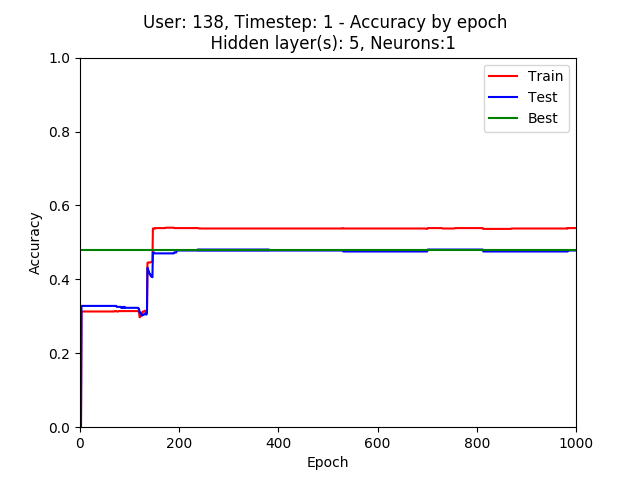 User: 138, Timestep: 1 - Accuracy by epoch
Hidden layer(s): 5, Neurons:1
1.0
0.8
0.6
0.4
0.2
0.0
Accuracy
Train
Test
Best
0 200 400 600 800 1000
Epoch